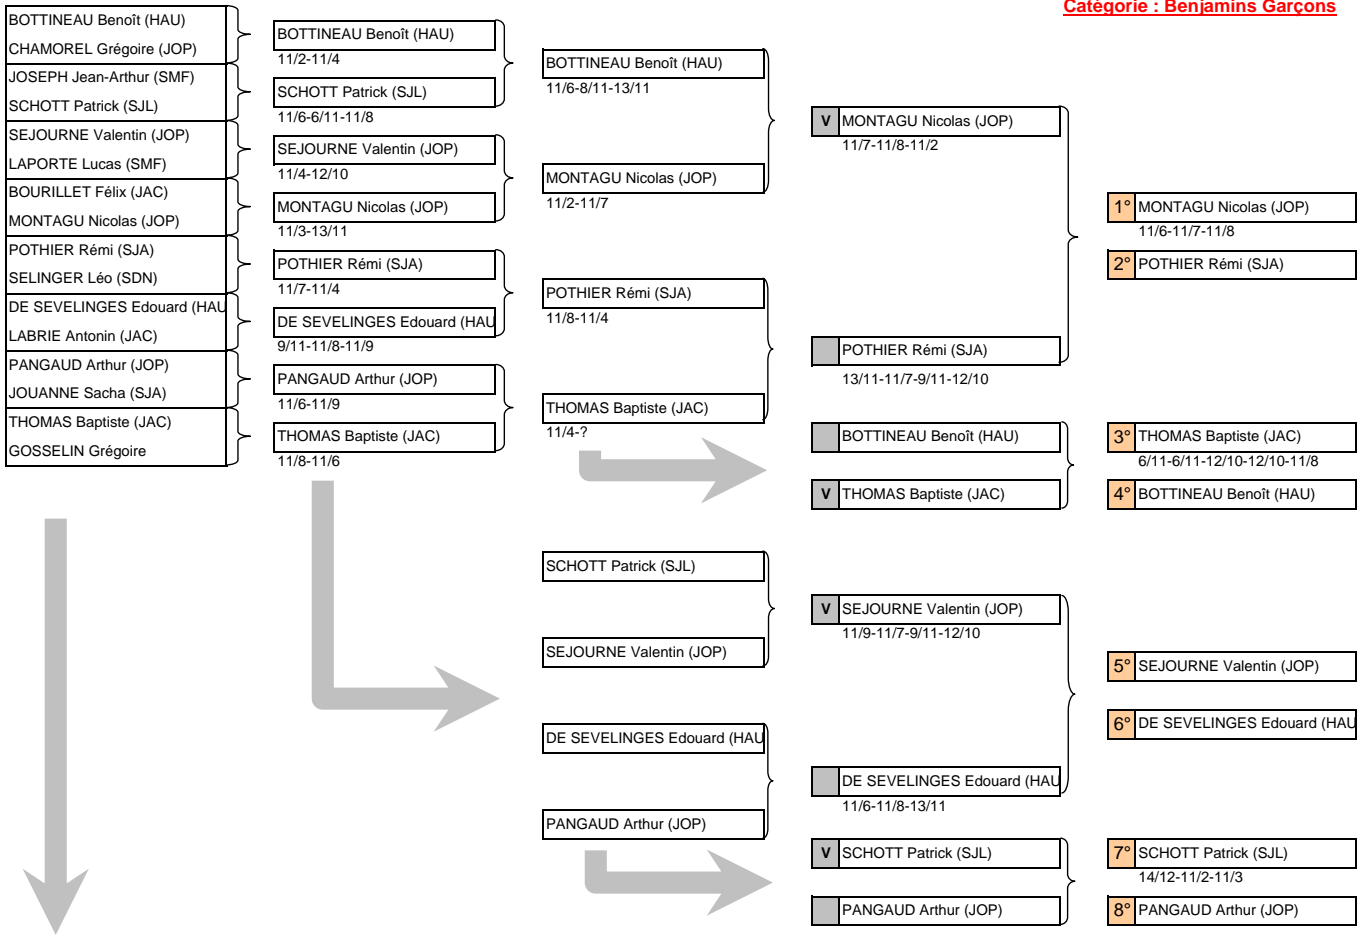 Catégorie : Benjamins Garçons
BOTTINEAU Benoît (HAU)
CHAMOREL Grégoire (JOP)
JOSEPH Jean-Arthur (SMF)
SCHOTT Patrick (SJL)
SEJOURNE Valentin (JOP)
LAPORTE Lucas (SMF)
BOURILLET Félix (JAC)
MONTAGU Nicolas (JOP)
POTHIER Rémi (SJA)
SELINGER Léo (SDN)
DE SEVELINGES Edouard (HAU
LABRIE Antonin (JAC)
PANGAUD Arthur (JOP)
JOUANNE Sacha (SJA)
THOMAS Baptiste (JAC)
GOSSELIN Grégoire
BOTTINEAU Benoît (HAU)
11/2-11/4
SCHOTT Patrick (SJL)
11/6-6/11-11/8
SEJOURNE Valentin (JOP)
11/4-12/10
MONTAGU Nicolas (JOP)
11/3-13/11
POTHIER Rémi (SJA)
11/7-11/4
DE SEVELINGES Edouard (HAU
9/11-11/8-11/9
PANGAUD Arthur (JOP)
11/6-11/9
THOMAS Baptiste (JAC)
11/8-11/6
BOTTINEAU Benoît (HAU)
11/6-8/11-13/11
MONTAGU Nicolas (JOP)
11/2-11/7
POTHIER Rémi (SJA)
11/8-11/4
THOMAS Baptiste (JAC)
11/4-?
SCHOTT Patrick (SJL)
SEJOURNE Valentin (JOP)
DE SEVELINGES Edouard (HAU
PANGAUD Arthur (JOP)
V MONTAGU Nicolas (JOP)
11/7-11/8-11/2
POTHIER Rémi (SJA)
13/11-11/7-9/11-12/10
BOTTINEAU Benoît (HAU)
V THOMAS Baptiste (JAC)
V SEJOURNE Valentin (JOP)
11/9-11/7-9/11-12/10
DE SEVELINGES Edouard (HAU
11/6-11/8-13/11
V SCHOTT Patrick (SJL)
PANGAUD Arthur (JOP)
1° MONTAGU Nicolas (JOP)
11/6-11/7-11/8
2° POTHIER Rémi (SJA)
3° THOMAS Baptiste (JAC)
6/11-6/11-12/10-12/10-11/8
4° BOTTINEAU Benoît (HAU)
5° SEJOURNE Valentin (JOP)
6° DE SEVELINGES Edouard (HAU
7° SCHOTT Patrick (SJL)
14/12-11/2-11/3
8° PANGAUD Arthur (JOP)